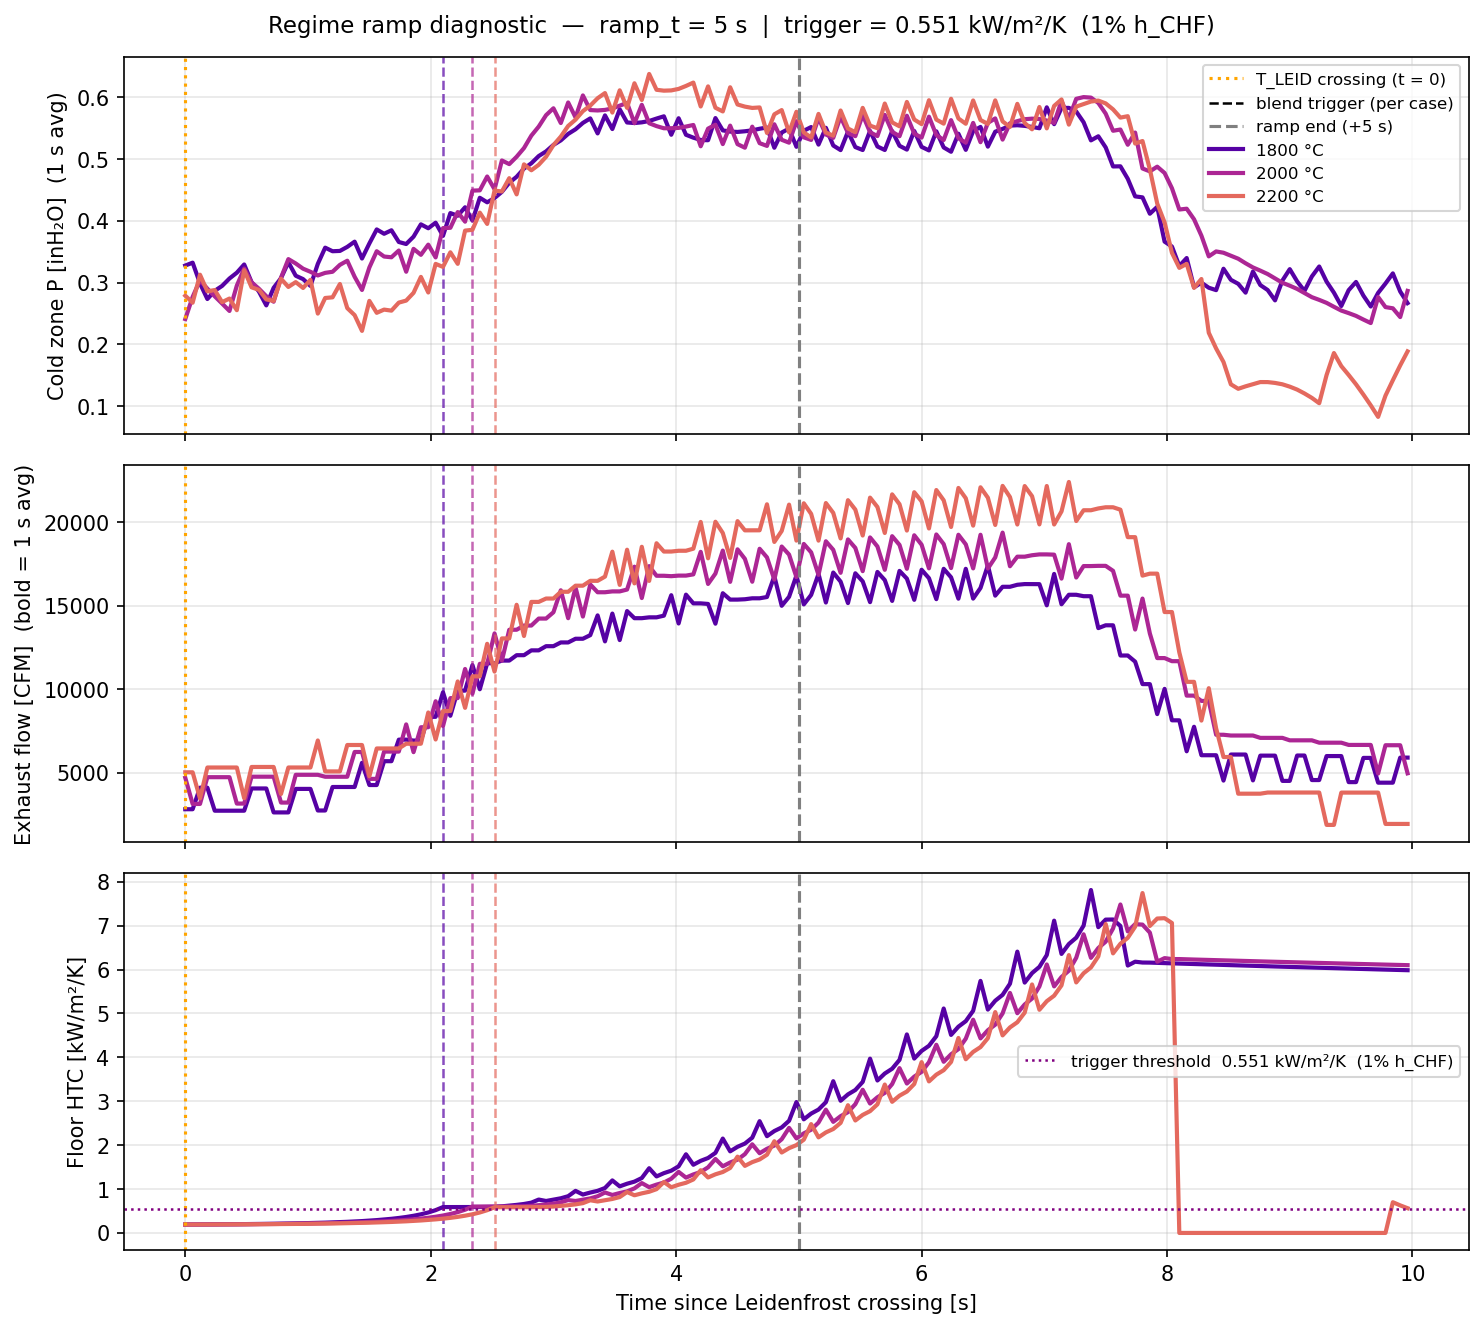 Regime ramp diagnostic  —  ramp_t = 5 s  |  trigger = 0.551 kW/m²/K  (1% h_CHF)
Cold zone P [inH₂O]  (1 s avg)
0.6
0.5
0.4
0.3
0.2
0.1
T_LEID crossing (t = 0)
blend trigger (per case)
ramp end (+5 s)
1800 °C
2000 °C
2200 °C
Exhaust flow [CFM]  (bold = 1 s avg)
20000
15000
10000
5000
Floor HTC [kW/m²/K]
8
7
6
5
4
3
2
1
0
trigger threshold  0.551 kW/m²/K  (1% h_CHF)
0 2 4 6 8 10
Time since Leidenfrost crossing [s]